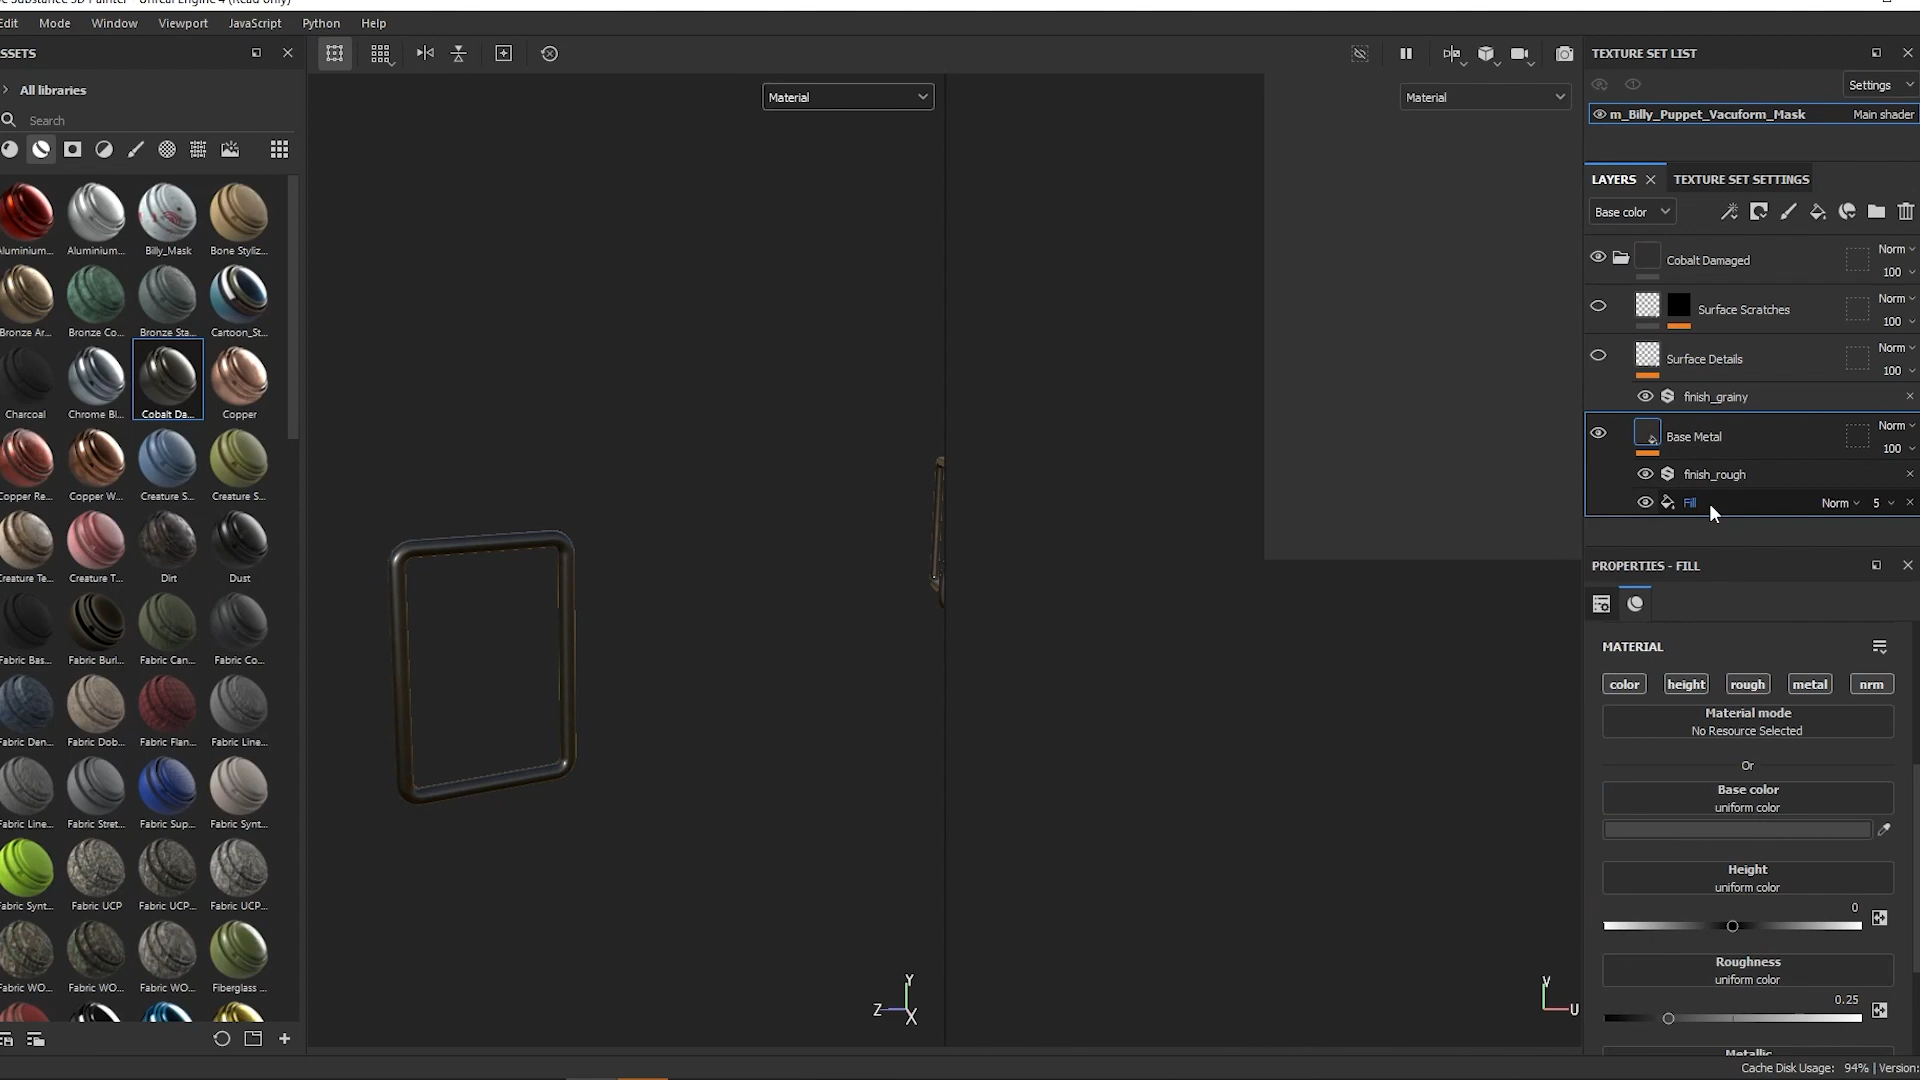 Edit Mode Window Viewport JavaScript Python Help
SSETS
All libraries
Search
Aluminium... Aluminium... Billy_Mask Bone Styliz...
Bronze Ar... Bronze Co... Bronze Sta... Cartoon_St...
Charcoal Chrome Bl... Cobalt Da... Copper
Copper Re... Copper W... Creature S... Creature S...
Creature Te... Creature T... Dirt Dust
Fabric Bas... Fabric Burl... Fabric Can... Fabric Co...
Fabric Den... Fabric Dob... Fabric Flan... Fabric Line...
Fabric Line... Fabric Stret... Fabric Sup... Fabric Synt...
Fabric Synt... Fabric UCP Fabric UCP... Fabric UCP...
Fabric WO... Fabric WO... Fabric WO... Fiberglass ...
Material
Y
Z
X
Material
V
U
TEXTURE SET LIST
Settings
m_Billy_Puppet_Vacuform_Mask Main shader
LAYERS TEXTURE SET SETTINGS
Base color
Cobalt Damaged Norm 100
Surface Scratches Norm 100
Surface Details Norm 100
finish_grainy
Base Metal Norm 100
finish_rough
Fill Norm 5
PROPERTIES - FILL
MATERIAL
color height rough metal nrm
Material mode
No Resource Selected
Or
Base color
uniform color
Height
uniform color
0
Roughness
uniform color
0.25
Metallic
Cache Disk Usage: 94% | Version: